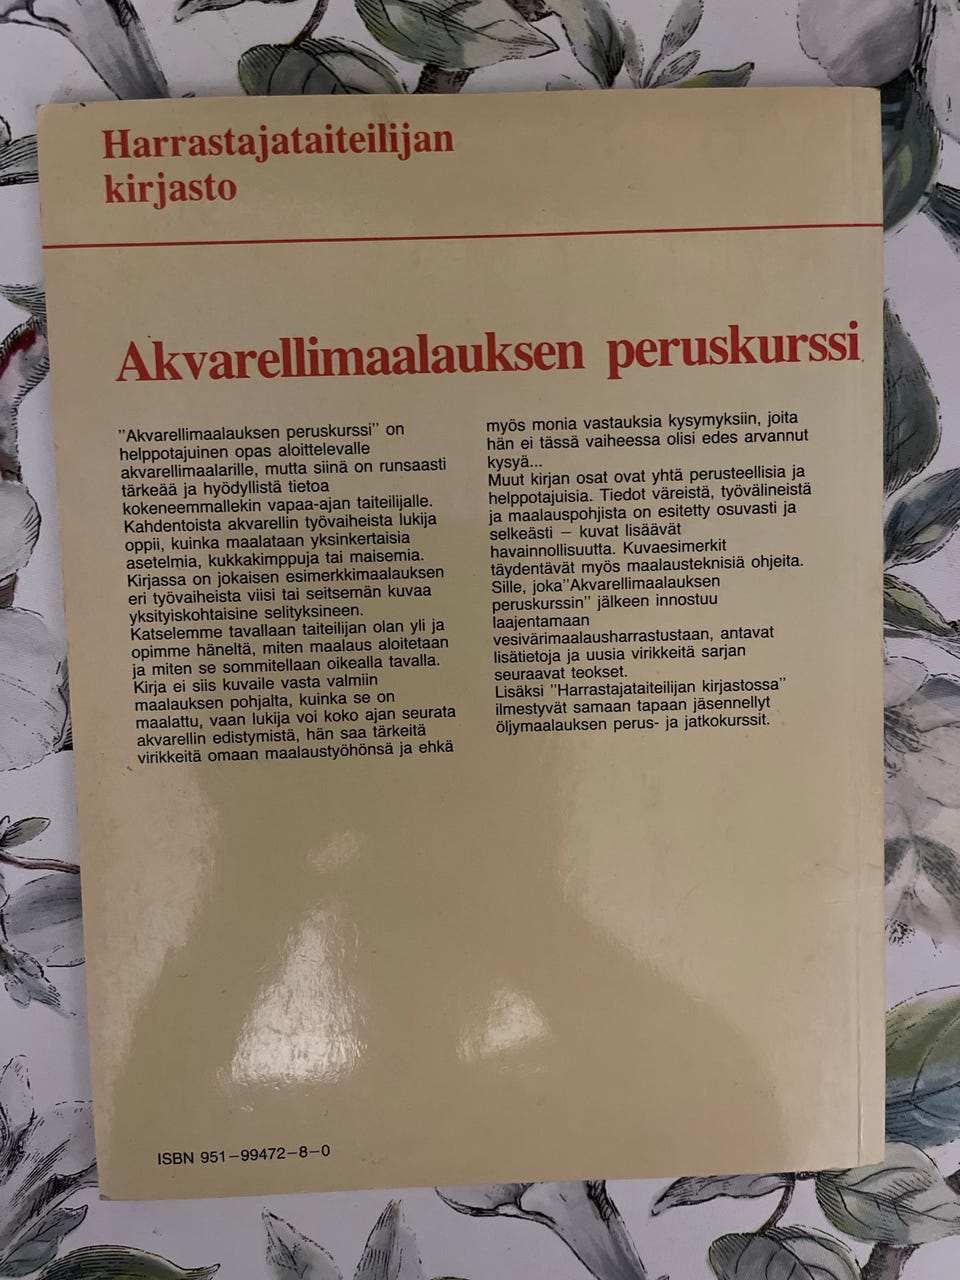 Harrastajataiteilijan
kirjasto
Akvarellimaalauksen peruskurssi
"Akvarellimaalauksen peruskurssi" on
helppotajuinen opas aloittelevalle
akvarellimaalarille, mutta siinä on runsaasti
tärkeää ja hyödyllistä tietoa
kokeneemmallekin vapaa-ajan taiteilijalle.
Kahdentoista akvarellin työvaiheista lukija
oppii, kuinka maalataan yksinkertaisia
asetelmia, kukkakimppuja tai maisemia.
Kirjassa on jokaisen esimerkkimaalauksen
eri työvaiheista viisi tai seitsemän kuvaa
yksityiskohtaisine selityksineen.
Katselemme tavallaan taiteilijan olan yli ja
opimme häneltä, miten maalaus aloitetaan
ja miten se sommitellaan oikealla tavalla.
Kirja ei siis kuvaile vasta valmiin
maalauksen pohjalta, kuinka se on
maalattu, vaan lukija voi koko ajan seurata
akvarellin edistymistä, hän saa tärkeitä
virikkeitä omaan maalaustyöhönsä ja ehkä
myös monia vastauksia kysymyksiin, joita
hän ei tässä vaiheessa olisi edes arvannut
kysyä...
Muut kirjan osat ovat yhtä perusteellisia ja
helppotajuisia. Tiedot väreistä, työvälineistä
ja maalauspohjista on esitetty osuvasti ja
selkeästi – kuvat lisäävät
havainnollisuutta. Kuvaesimerkit
täydentävät myös maalausteknisiä ohjeita.
Sille, joka"Akvarellimaalauksen
peruskurssin" jälkeen innostuu
laajentamaan
vesivärimaalausharrastustaan, antavat
lisätietoja ja uusia virikkeitä sarjan
seuraavat teokset.
Lisäksi "Harrastajataiteilijan kirjastossa"
ilmestyvät samaan tapaan jäsennellyt
öljymaalauksen perus- ja jatkokurssit.
ISBN 951–99472–8–0